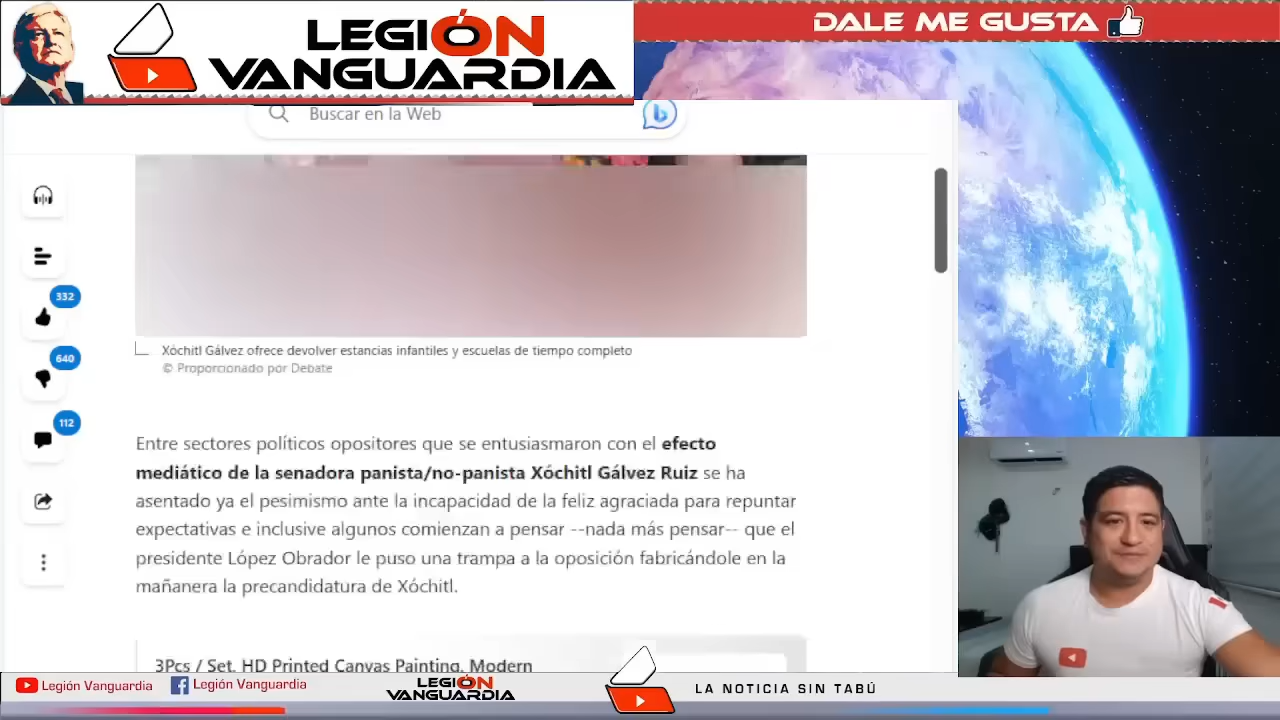 LEGIÓN
VANGUARDIA
DALE ME GUSTA
Buscar en la Web
332
640
112
Xóchitl Gálvez ofrece devolver estancias infantiles y escuelas de tiempo completo
© Proporcionado por Debate
Entre sectores políticos opositores que se entusiasmaron con el efecto
mediático de la senadora panista/no-panista Xóchitl Gálvez Ruiz se ha
asentado ya el pesimismo ante la incapacidad de la feliz agraciada para repuntar
expectativas e inclusive algunos comienzan a pensar --nada más pensar-- que el
presidente López Obrador le puso una trampa a la oposición fabricándole en la
mañanera la precandidatura de Xóchitl.
3Pcs / Set, HD Printed Canvas Painting, Modern
Legión Vanguardia
Legión Vanguardia
LEGIÓN
VANGUARDIA
LA NOTICIA SIN TABÚ